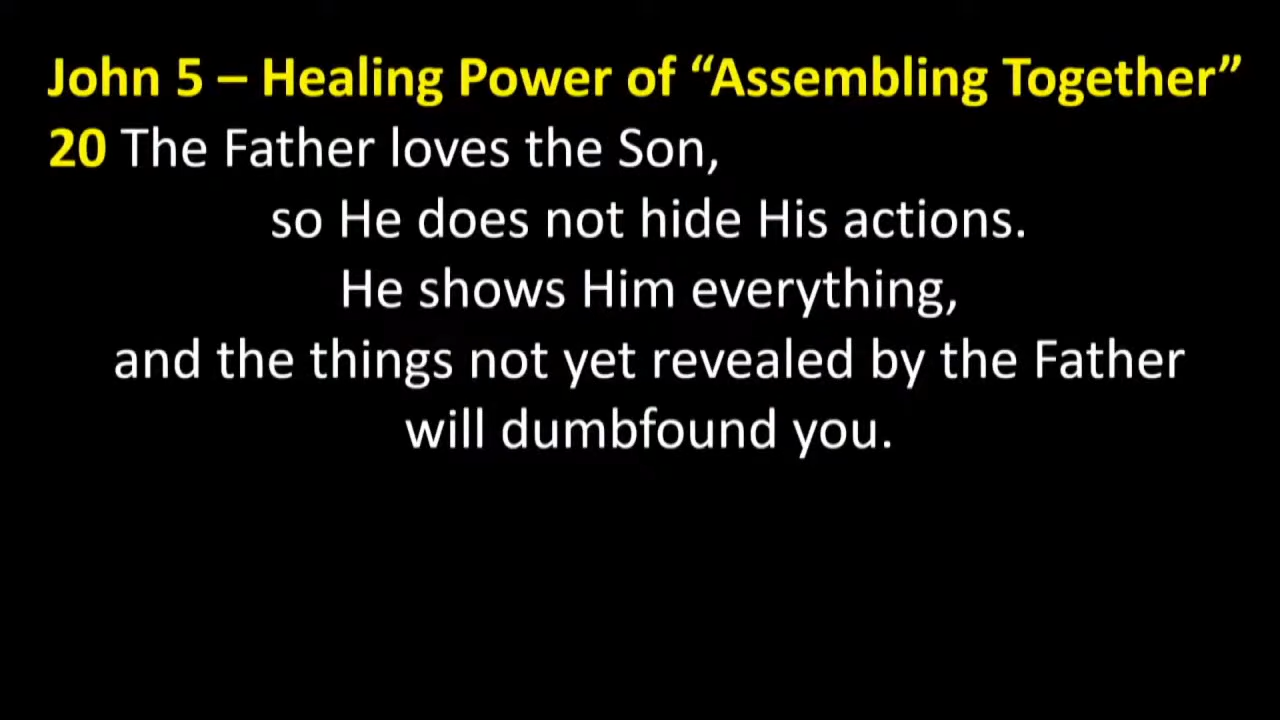 John 5 – Healing Power of “Assembling Together”
20 The Father loves the Son,
so He does not hide His actions.
He shows Him everything,
and the things not yet revealed by the Father
will dumbfound you.